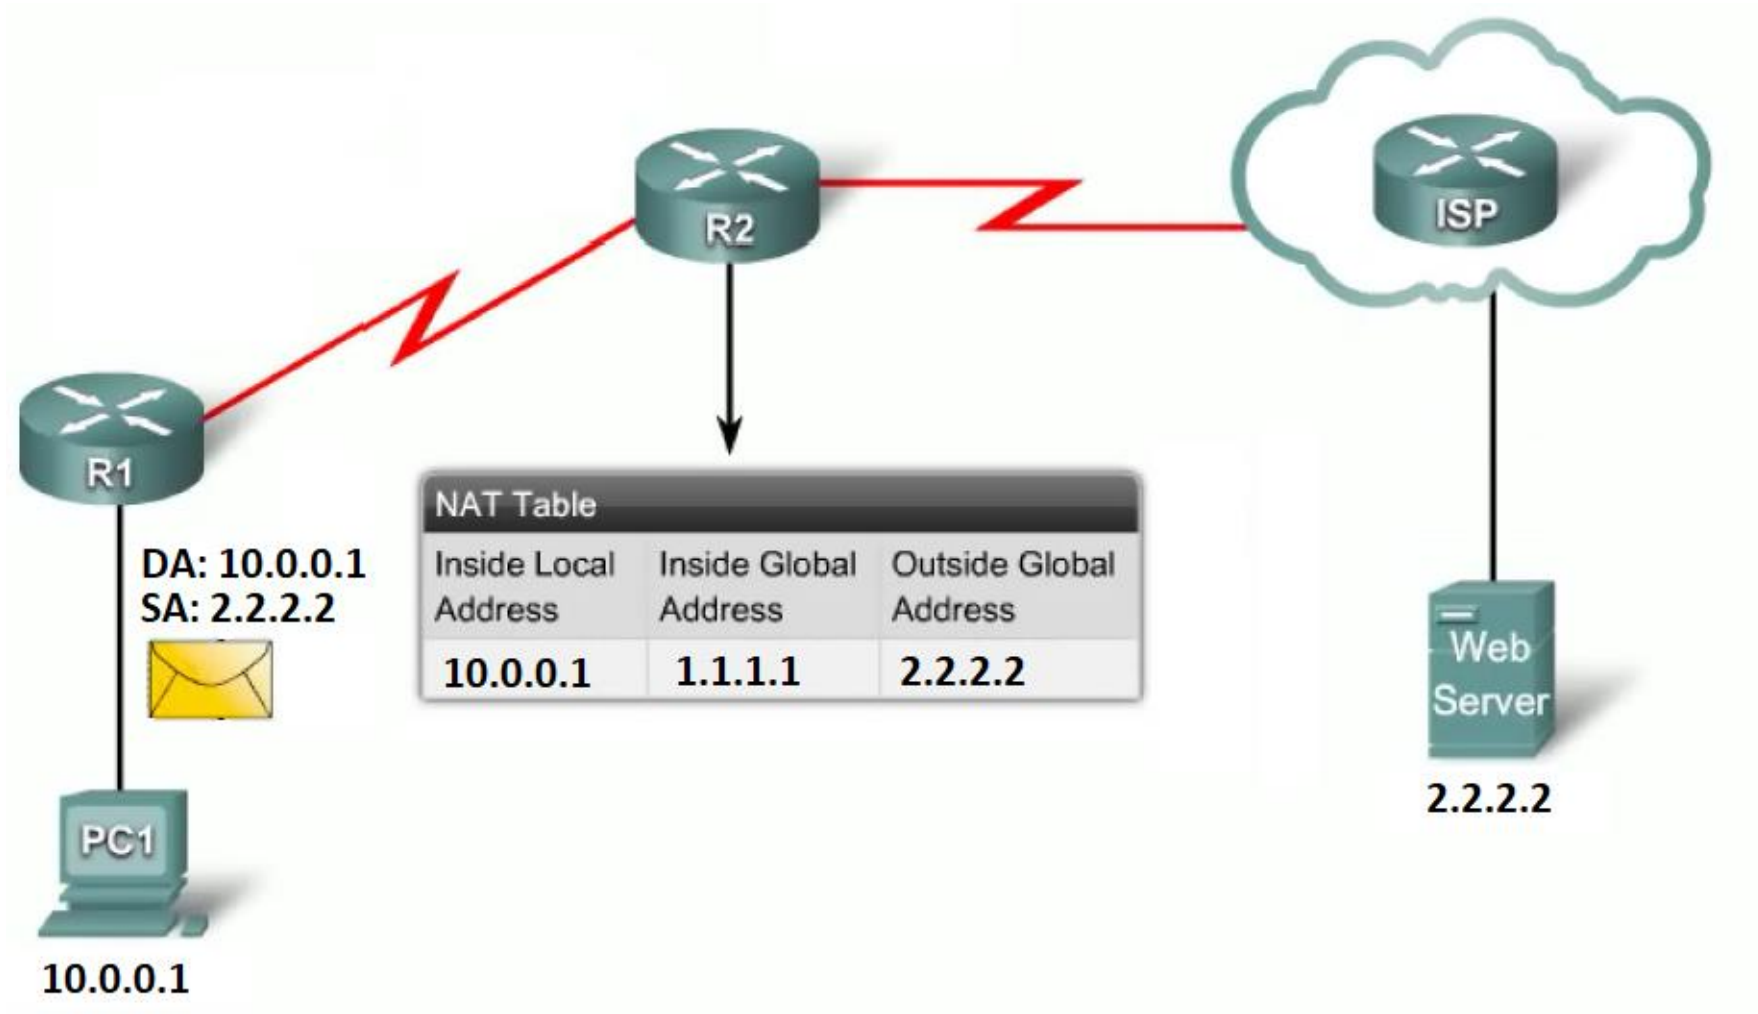 ISP
R2
R1
NAT Table
Inside Local Address
Inside Global Address
Outside Global Address
10.0.0.1
1.1.1.1
2.2.2.2
DA: 10.0.0.1
SA: 2.2.2.2
Web
Server
2.2.2.2
PC1
10.0.0.1